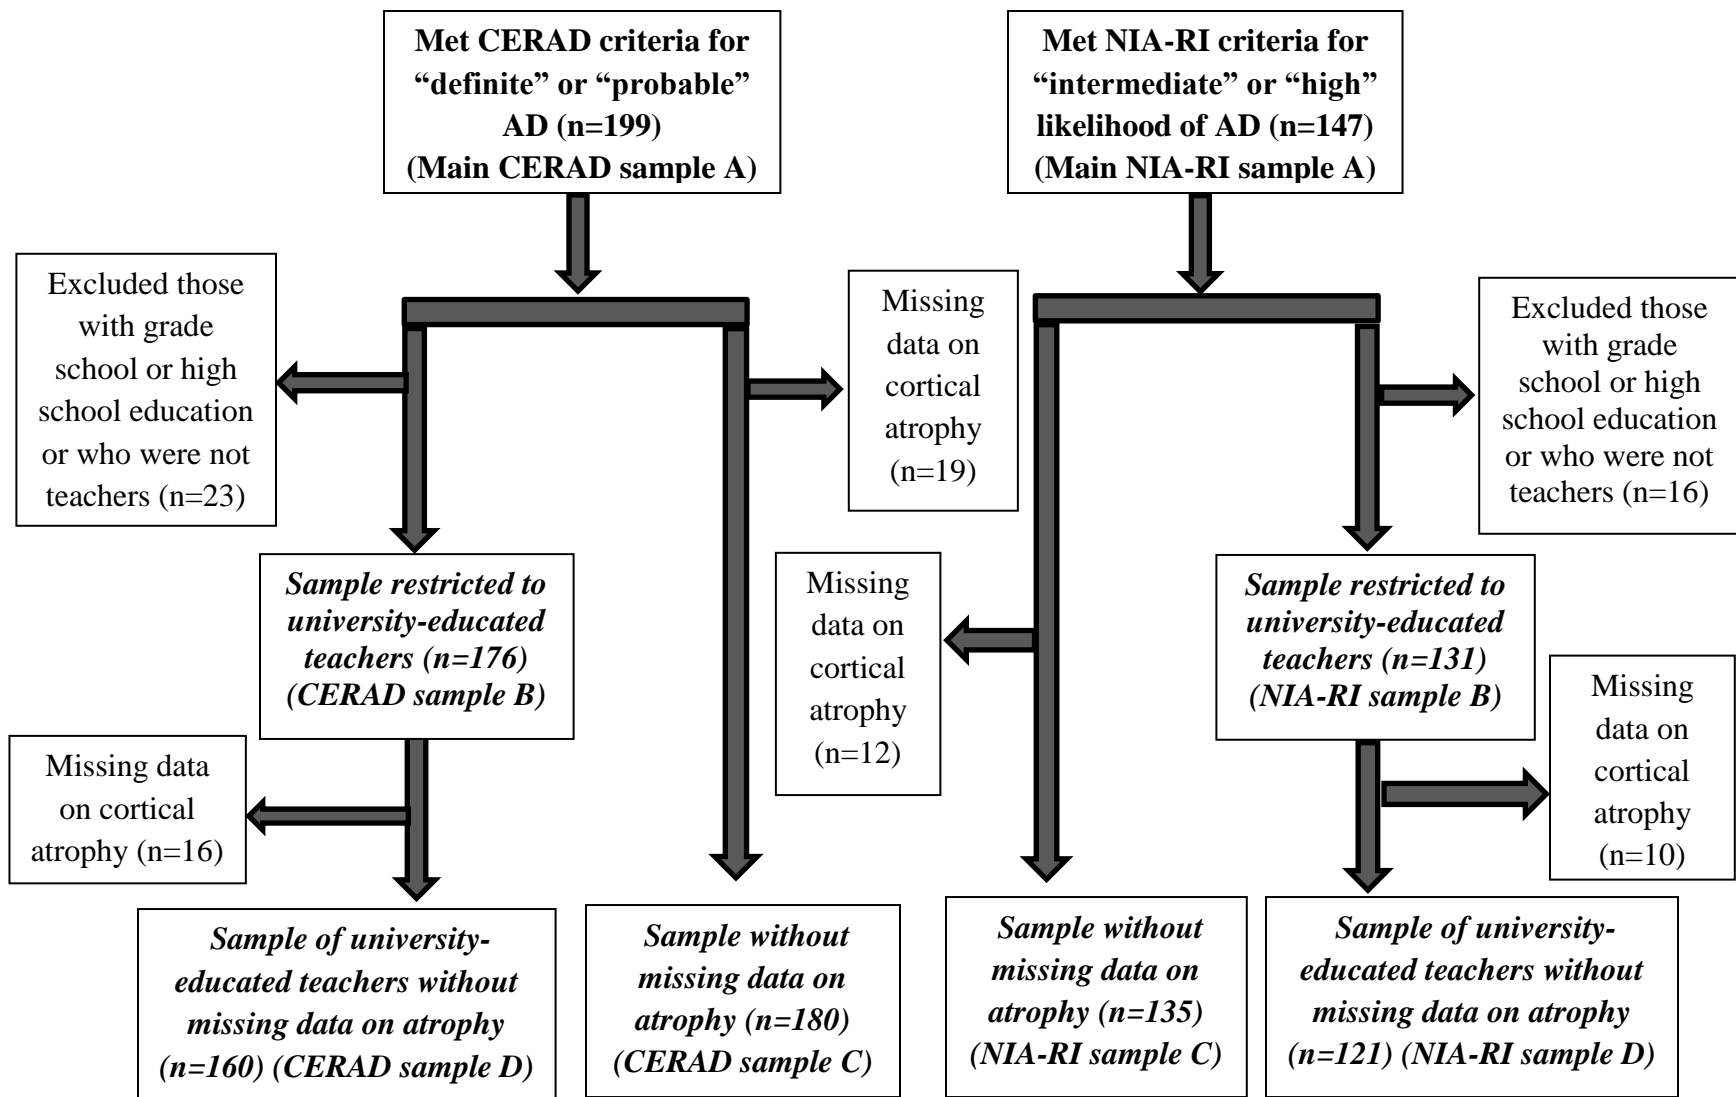 Met CERAD criteria for
“definite” or “probable”
AD (n=199)
(Main CERAD sample A)
Met NIA-RI criteria for
“intermediate” or “high”
likelihood of AD (n=147)
(Main NIA-RI sample A)
Excluded those
with grade
school or high
school education
or who were not
teachers (n=23)
Missing
data on
cortical
atrophy
(n=19)
Excluded those
with grade
school or high
school education
or who were not
teachers (n=16)
Sample restricted to
university-educated
teachers (n=176)
(CERAD sample B)
Missing
data on
cortical
atrophy
(n=12)
Sample restricted to
university-educated
teachers (n=131)
(NIA-RI sample B)
Missing data
on cortical
atrophy (n=16)
Missing
data on
cortical
atrophy
(n=10)
Sample of university-
educated teachers without
missing data on atrophy
(n=160) (CERAD sample D)
Sample without
missing data on
atrophy (n=180)
(CERAD sample C)
Sample without
missing data on
atrophy (n=135)
(NIA-RI sample C)
Sample of university-
educated teachers without
missing data on atrophy
(n=121) (NIA-RI sample D)